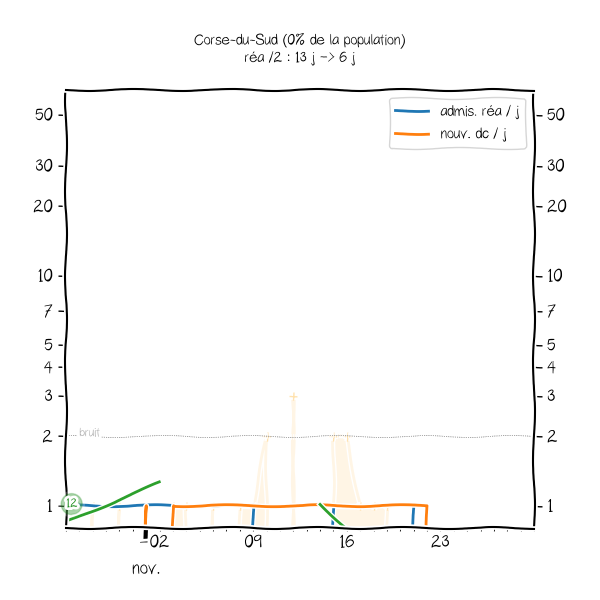 Corse-du-Sud (0% de la population)
réa /2 : 13 j -> 6 j
admis. réa / j
nouv. dc / j
50 50
30 30
20 20
10 10
7 7
5 5
4 4
3 3
2 bruit 2
1 12 1
02 09 16 23
nov.